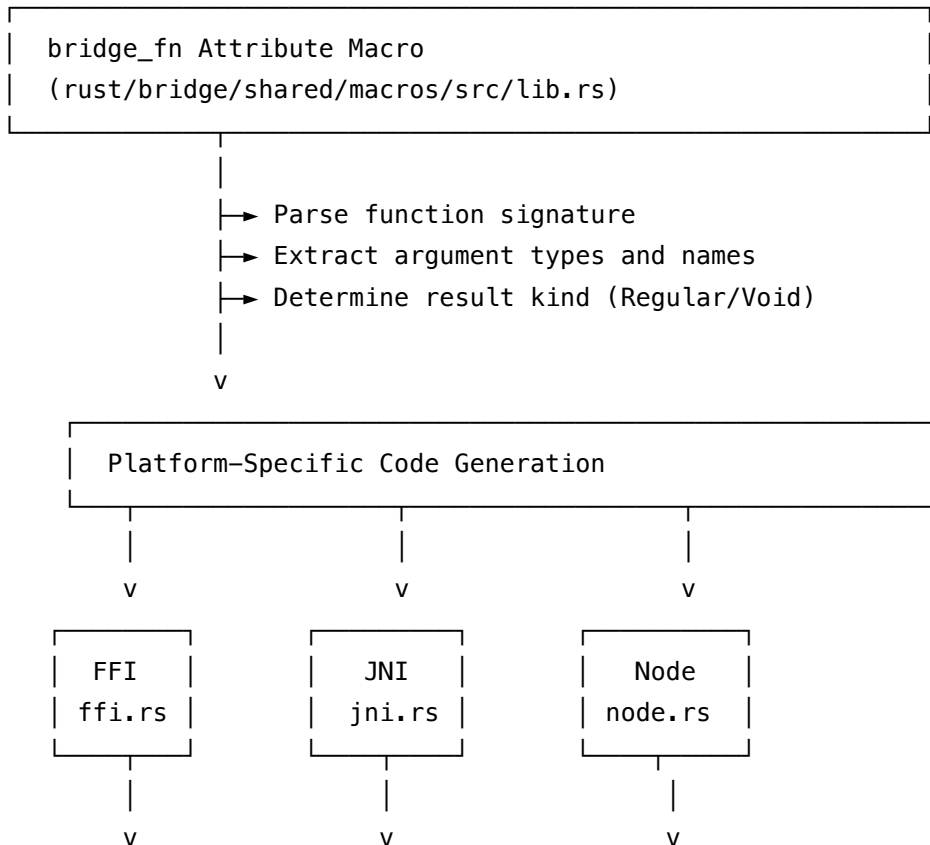 bridge_fn Attribute Macro
(rust/bridge/shared/macros/src/lib.rs)
Parse function signature
Extract argument types and names
Determine result kind (Regular/Void)
v
Platform-Specific Code Generation
v v v
FFI JNI Node
ffi.rs jni.rs node.rs
v v v